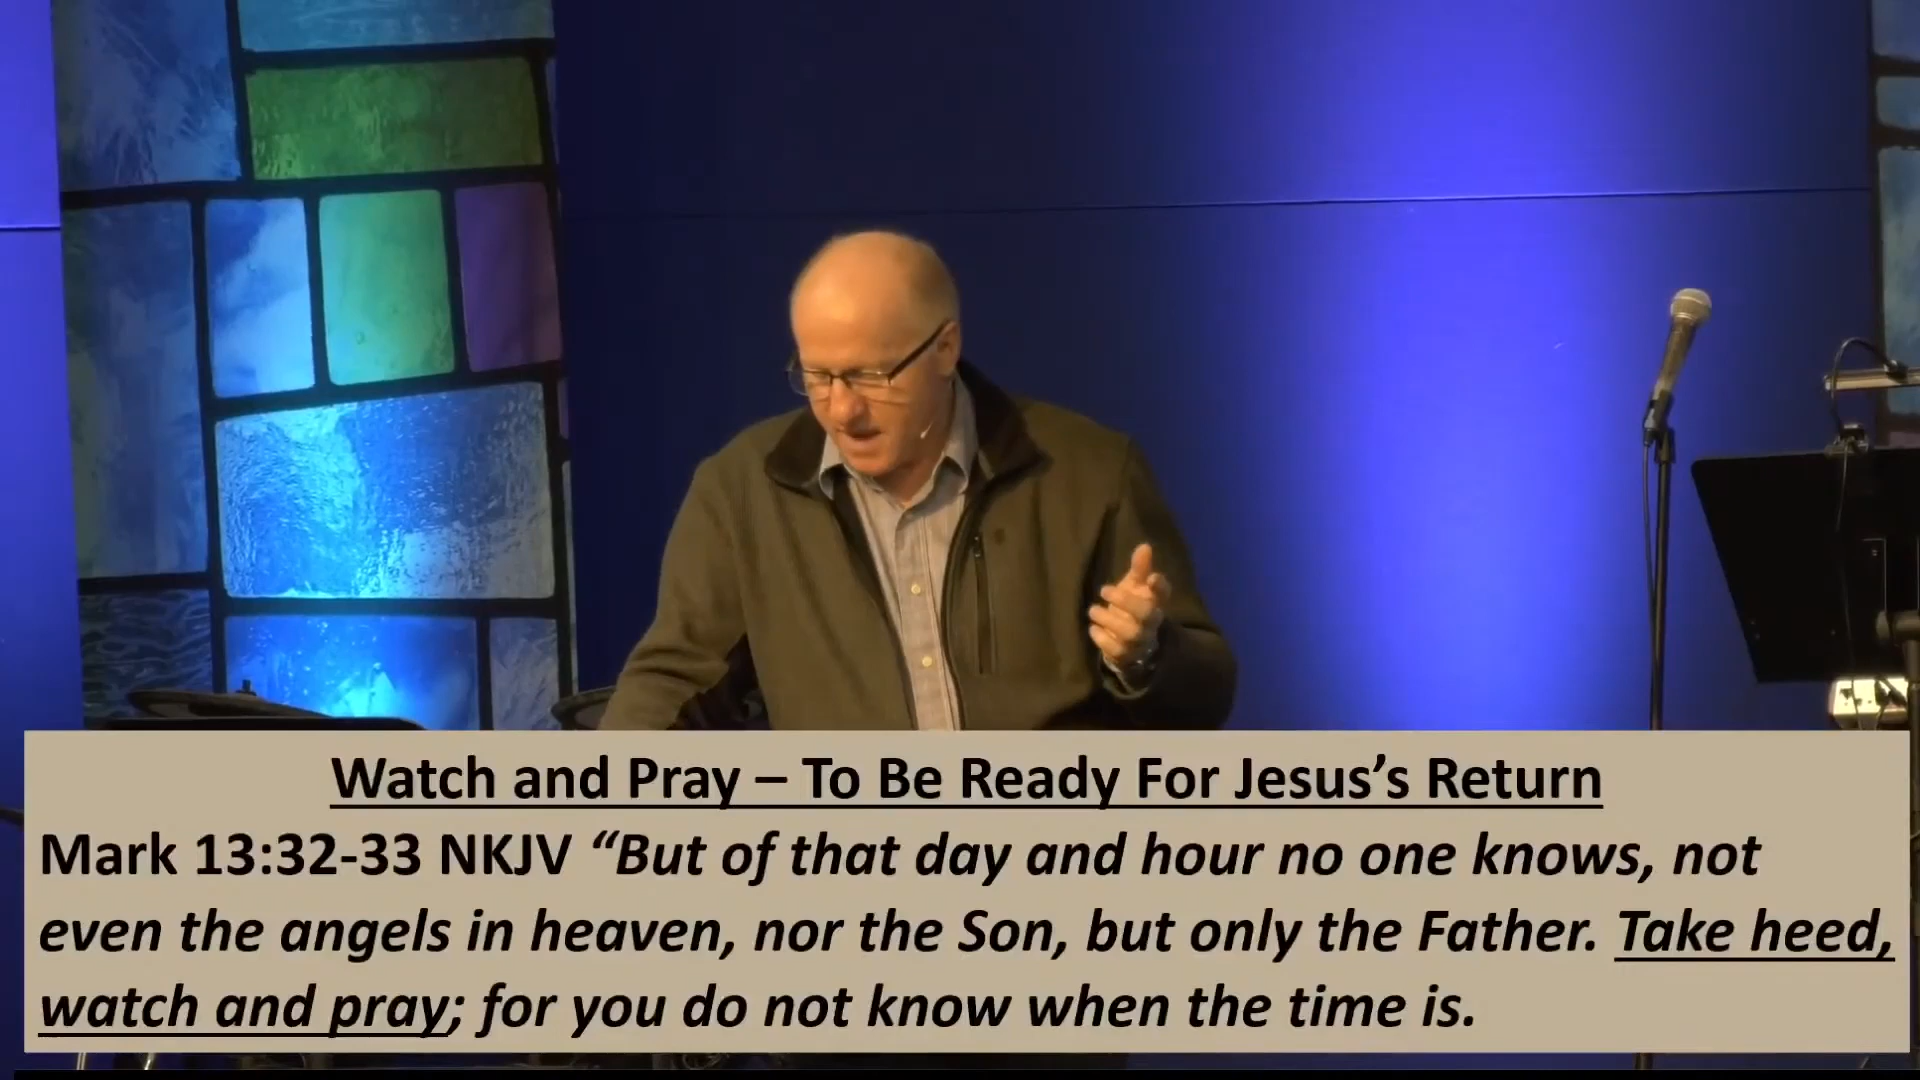 Watch and Pray – To Be Ready For Jesus’s Return
Mark 13:32-33 NKJV “But of that day and hour no one knows, not
even the angels in heaven, nor the Son, but only the Father. Take heed,
watch and pray; for you do not know when the time is.